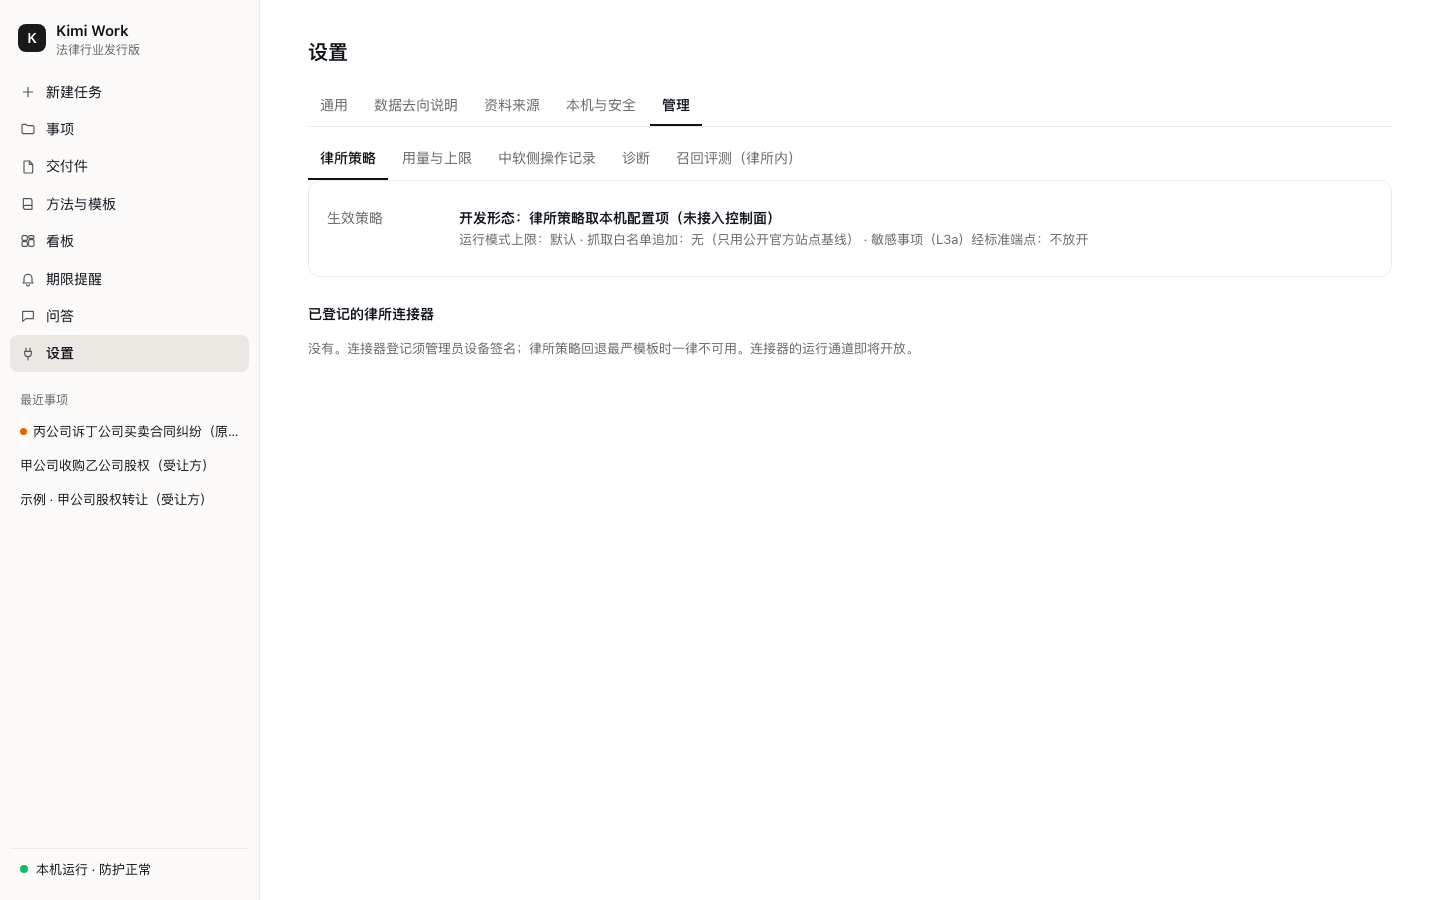 K
Kimi Work
法律行业发行版
新建任务
事项
交付件
方法与模板
看板
期限提醒
问答
设置
最近事项
丙公司诉丁公司买卖合同纠纷（原...
甲公司收购乙公司股权（受让方）
示例 · 甲公司股权转让（受让方）
本机运行 · 防护正常
设置
通用 数据去向说明 资料来源 本机与安全 管理
律所策略 用量与上限 中软侧操作记录 诊断 召回评测（律所内）
生效策略 开发形态：律所策略取本机配置项（未接入控制面）
运行模式上限：默认 · 抓取白名单追加：无（只用公开官方站点基线） · 敏感事项（L3a）经标准端点：不放开
已登记的律所连接器
没有。连接器登记须管理员设备签名；律所策略回退最严模板时一律不可用。连接器的运行通道即将开放。